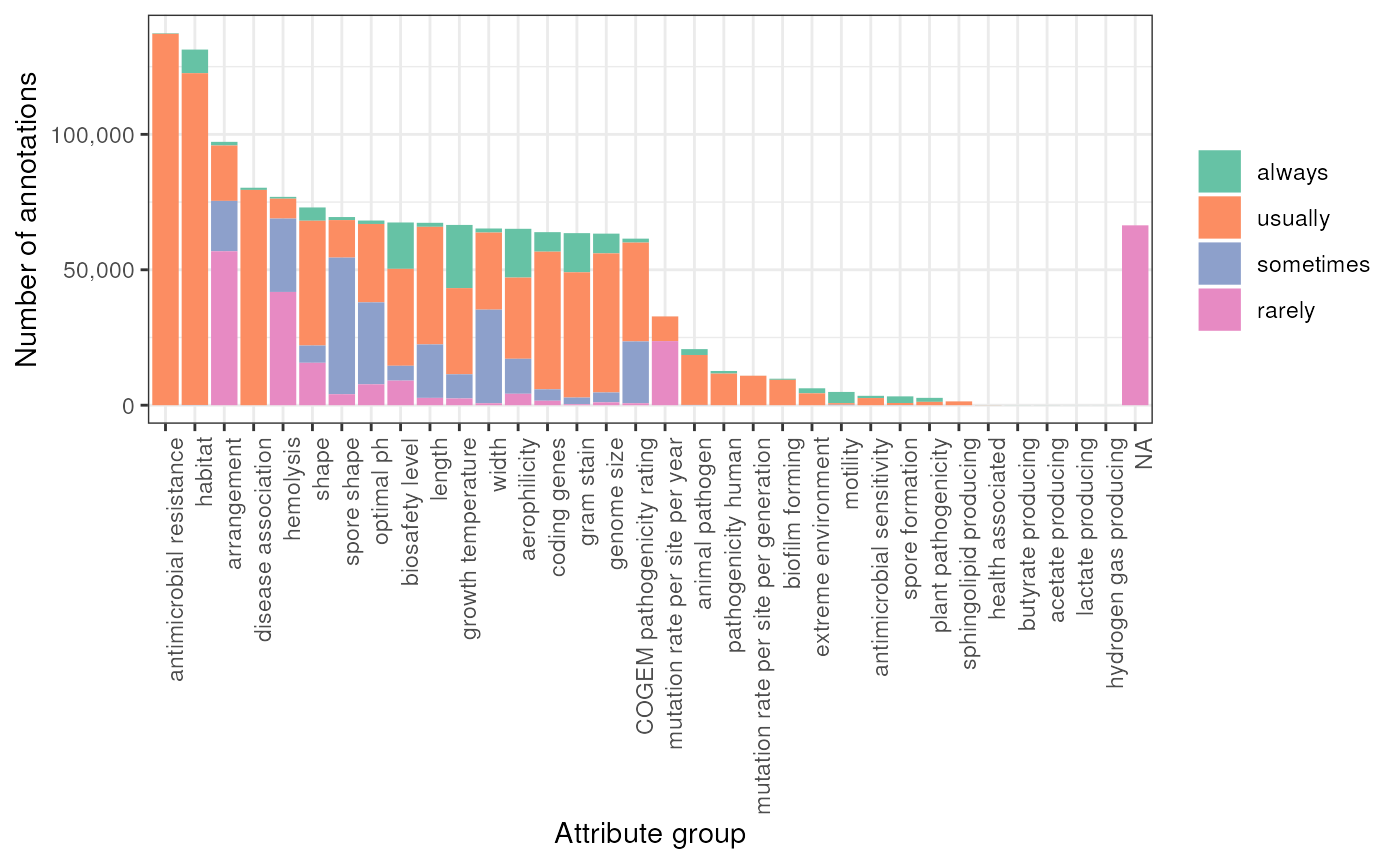 Number of annotations
100,000
50,000
0
antimicrobial resistance
habitat
arrangement
disease association
hemolysis
shape
spore shape
optimal ph
biosafety level
length
growth temperature
width
aerophilicity
coding genes
gram stain
genome size
COGEM pathogenicity rating
mutation rate per site per year
animal pathogen
pathogenicity human
mutation rate per site per generation
biofilm forming
extreme environment
motility
antimicrobial sensitivity
spore formation
plant pathogenicity
sphingolipid producing
health associated
butyrate producing
acetate producing
lactate producing
hydrogen gas producing
NA
Attribute group
always
usually
sometimes
rarely